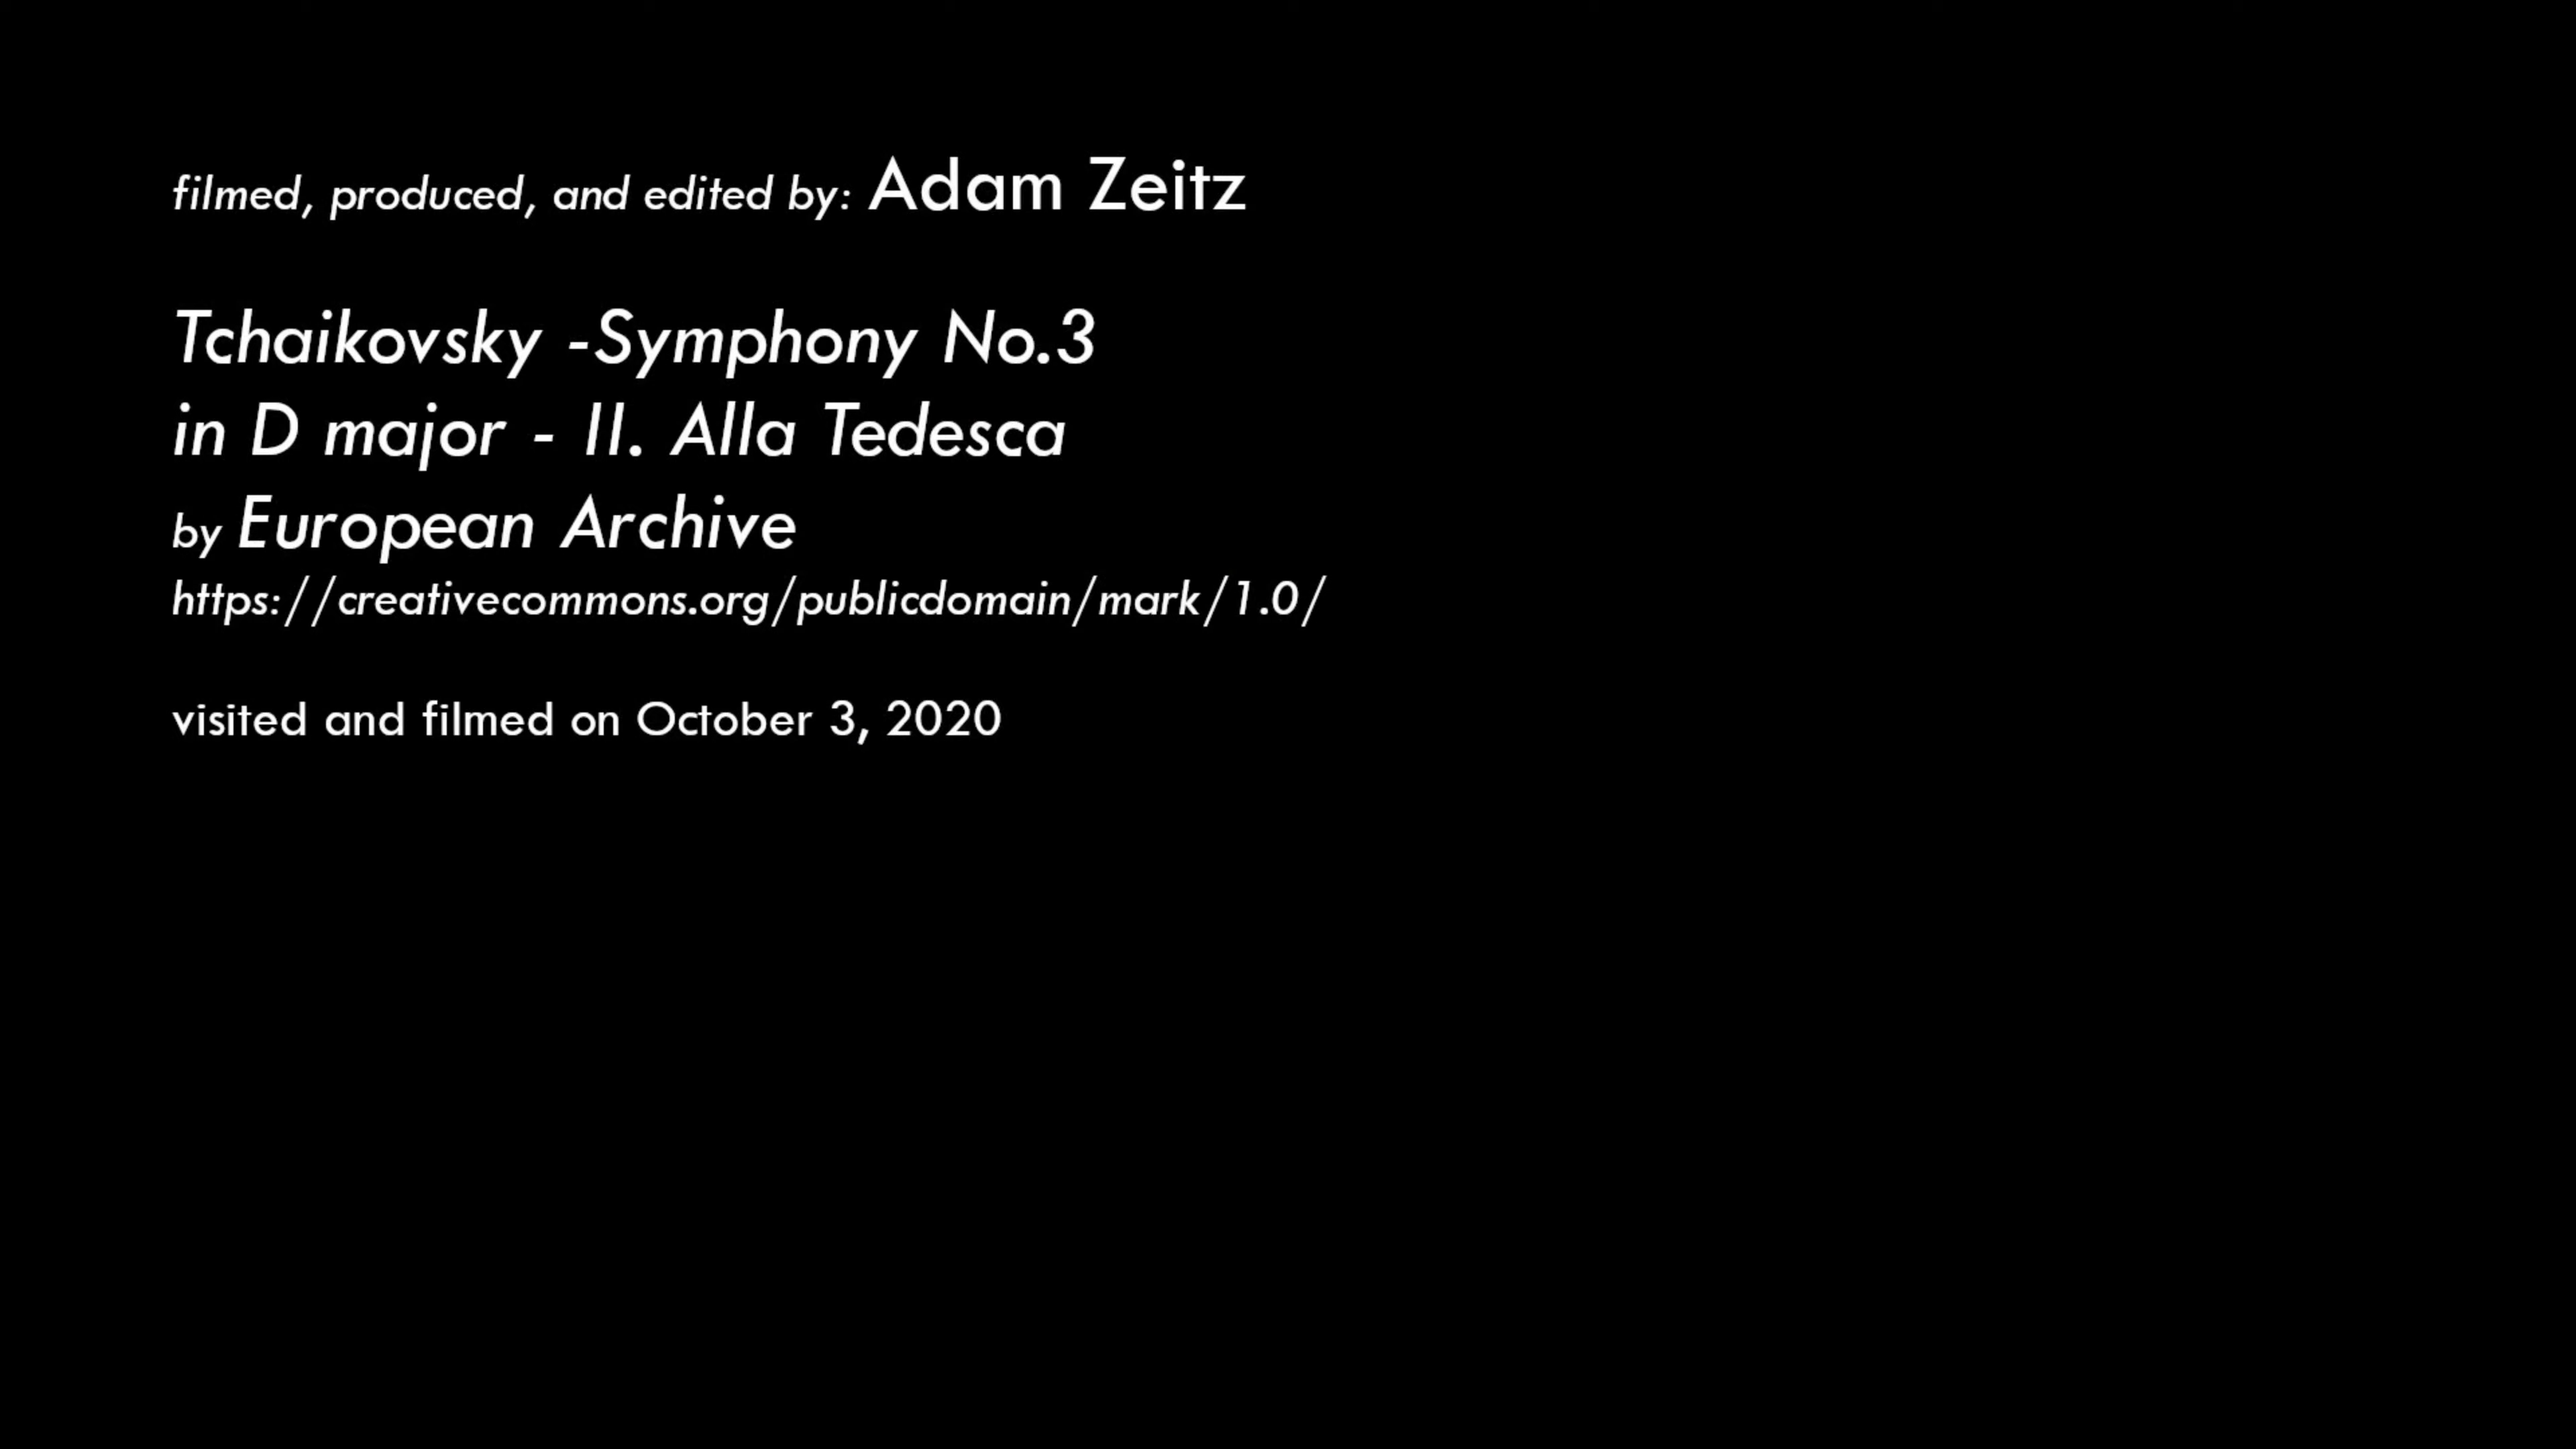 filmed, produced, and edited by: Adam Zeitz
Tchaikovsky -Symphony No.3
in D major - II. Alla Tedesca
by European Archive
https://creativecommons.org/publicdomain/mark/1.0/
visited and filmed on October 3, 2020